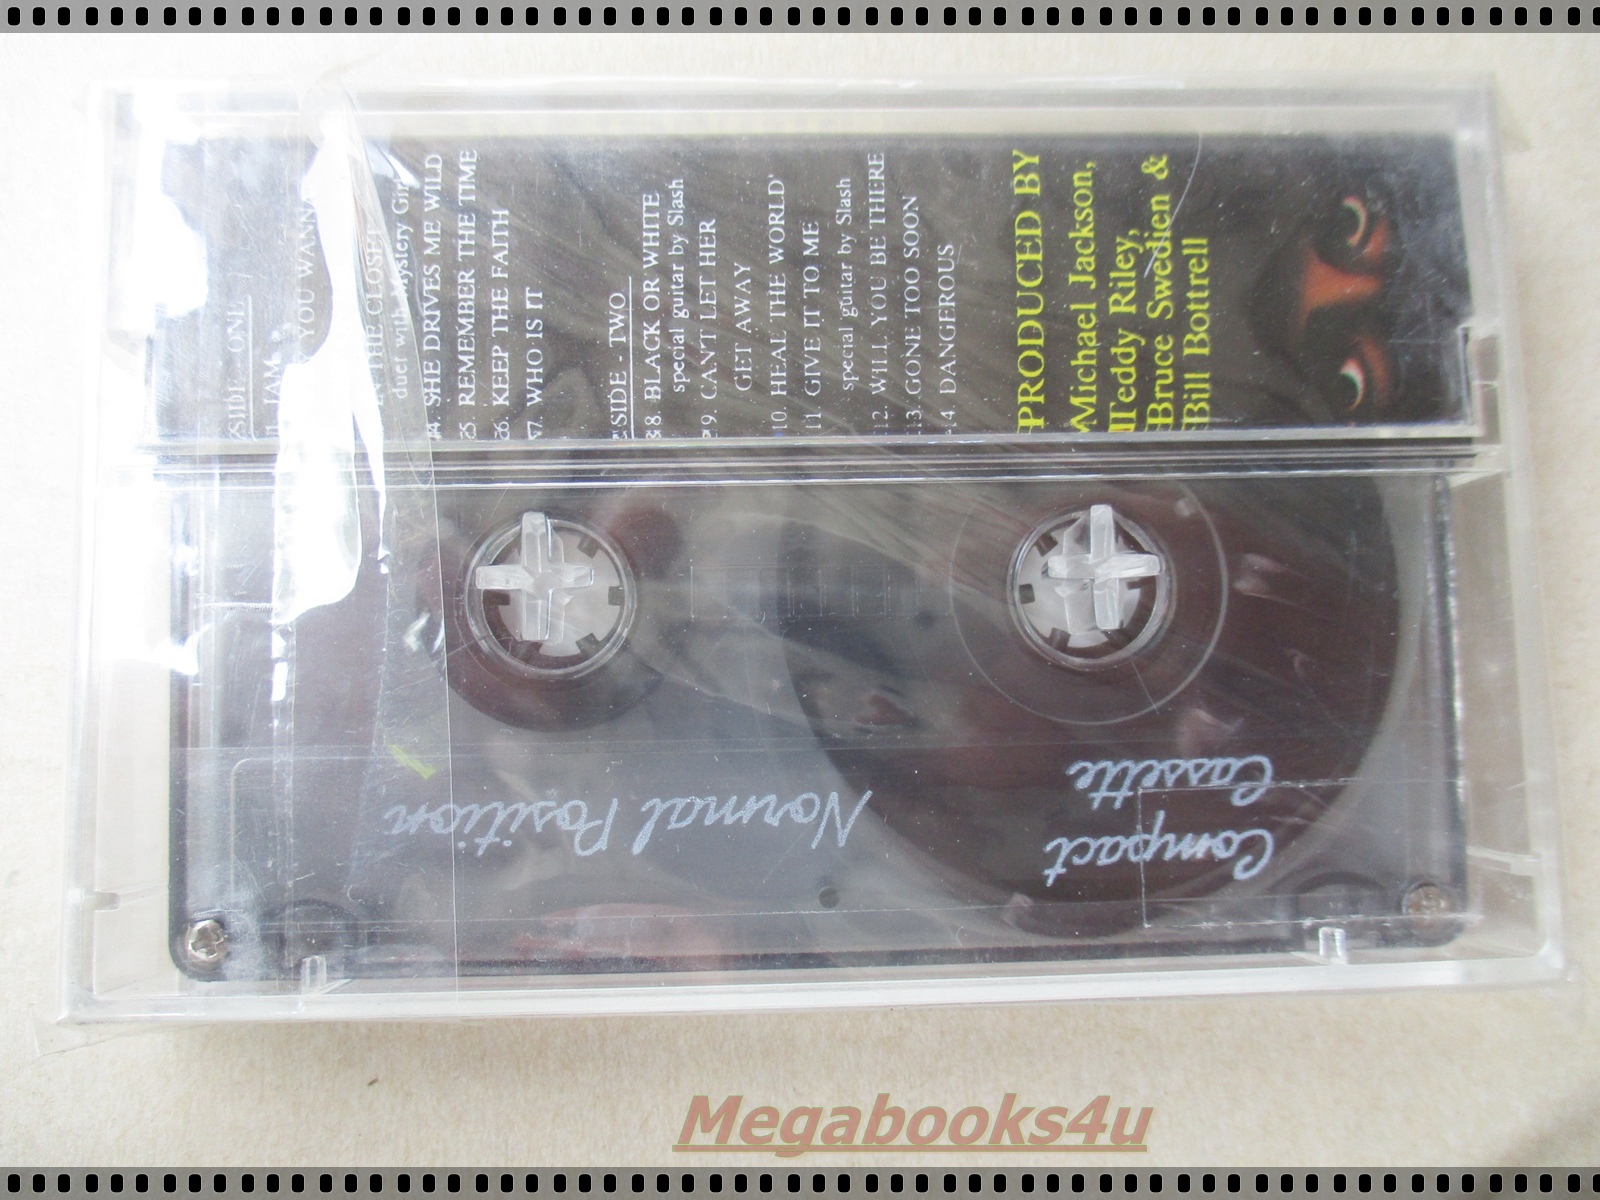 SIDE - ONE
1. JAM
YOU WANNA
IN THE CLOSET
duet with Mystery Girl
4. SHE DRIVES ME WILD
5. REMEMBER THE TIME
6. KEEP THE FAITH
7. WHO IS IT
SIDE - TWO
8. BLACK OR WHITE
special guitar by Slash
9. CAN'T LET HER
GET AWAY
10. HEAL THE WORLD'
11. GIVE IT TO ME
special guitar by Slash
12. WILL YOU BE THERE
13. GONE TOO SOON
14. DANGEROUS
PRODUCED BY
Michael Jackson,
Teddy Riley,
Bruce Swedien &
Bill Bottrell
Compact
Cassette
Normal Position
Megabooks4u